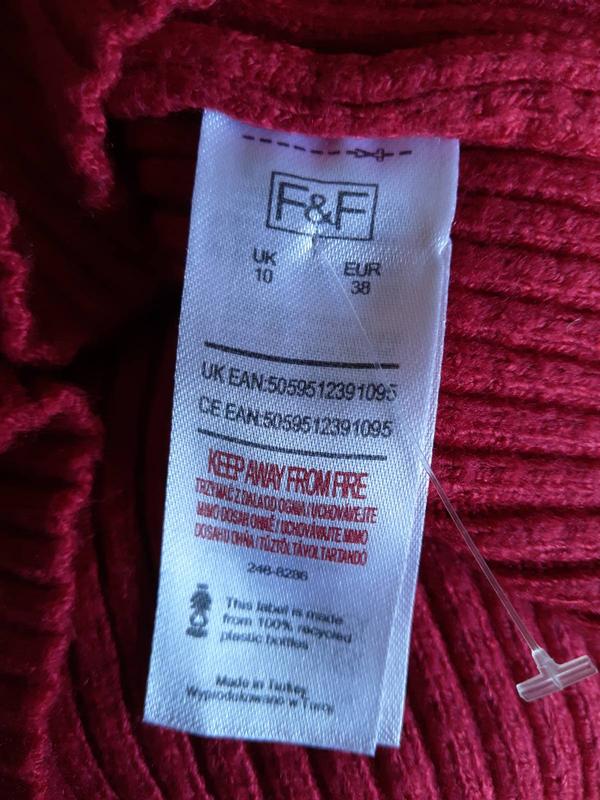 F&F
UK EUR
10 38
UK EAN:5059512391095
CE EAN:5059512391095
KEEP AWAY FROM FIRE
TRZYMAĆ Z DALA OD OGNIA / UCHOVÁVEJTE
MIMO DOSAH OHNĚ / UCHOVÁVAJTE MIMO
DOSAHU OHŇA / TŰZTŐL TÁVOL TARTANDÓ
248-8286
This label is made
from 100% recycled
plastic bottles
Made in Turkey
Wyprodukowano w Turcji